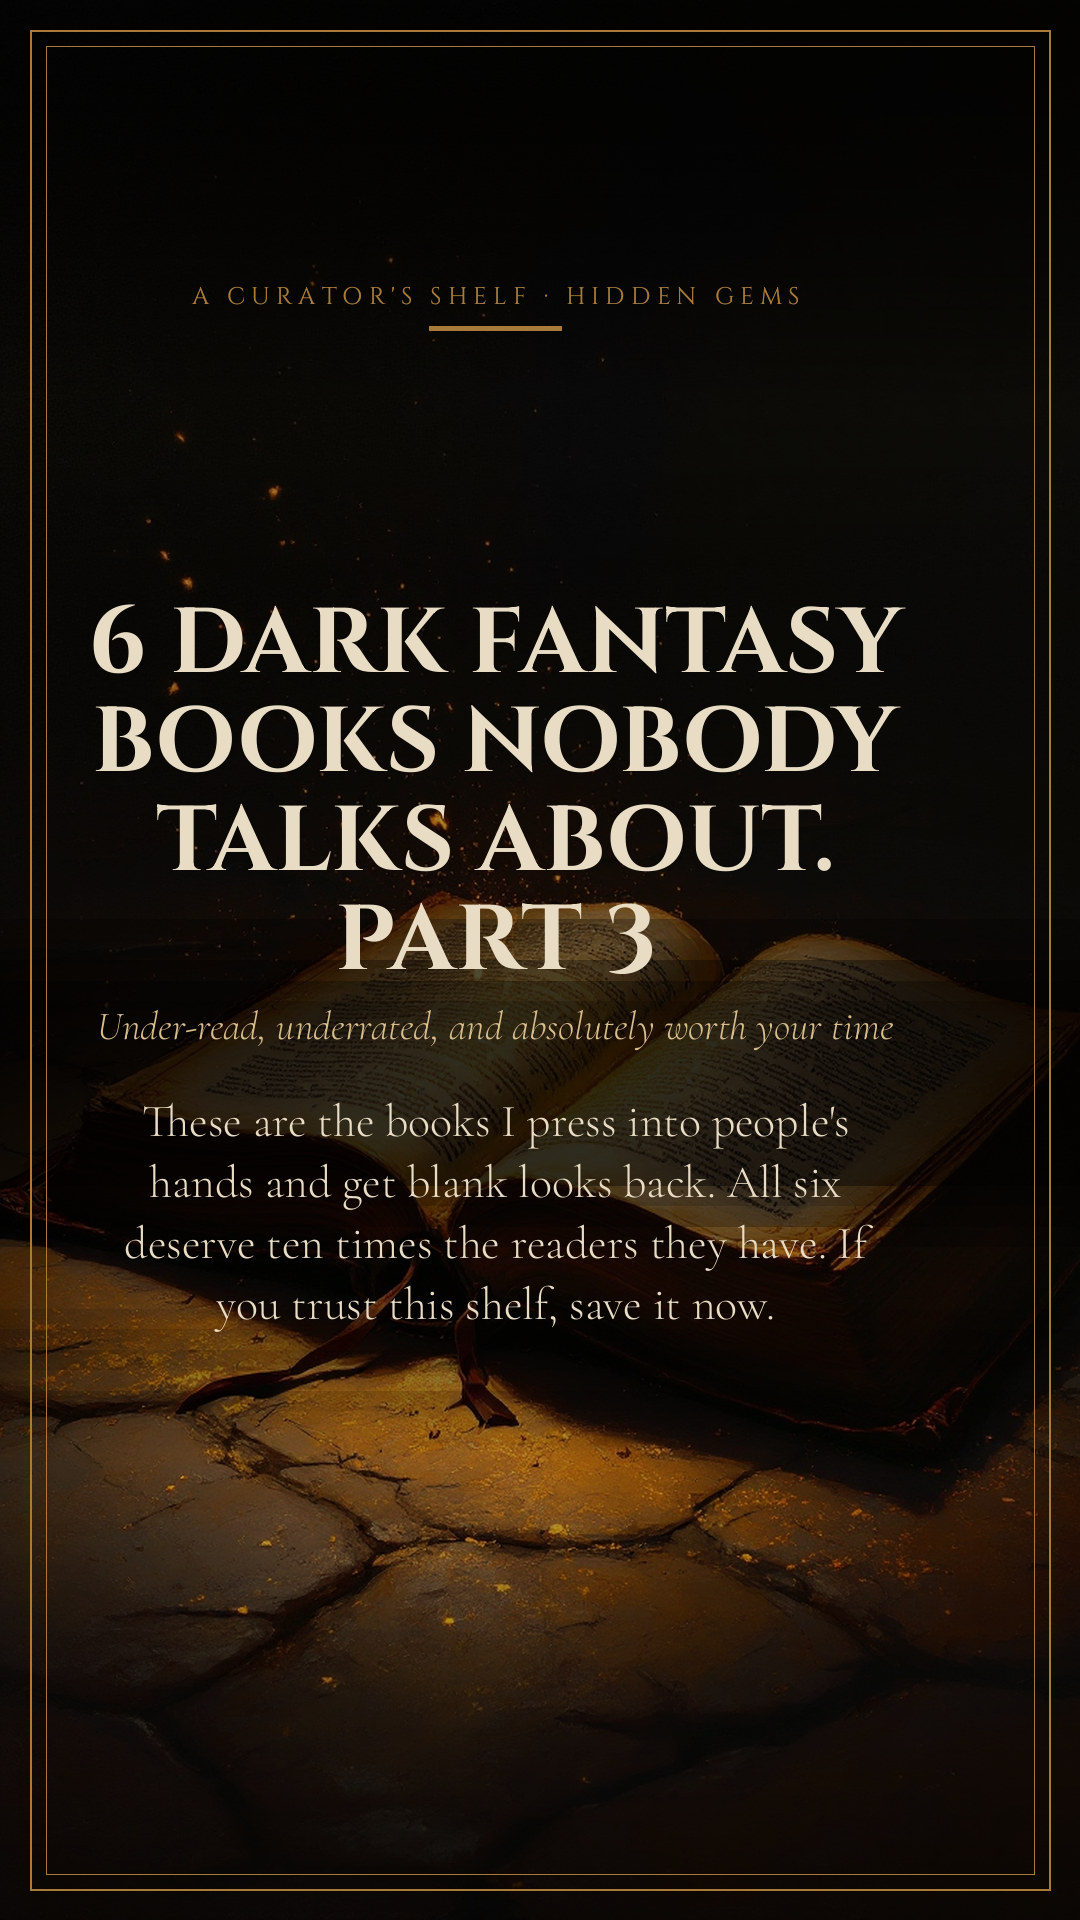 A CURATOR'S SHELF · HIDDEN GEMS
6 DARK FANTASY
BOOKS NOBODY
TALKS ABOUT.
PART 3
Under-read, underrated, and absolutely worth your time
These are the books I press into people's
hands and get blank looks back. All six
deserve ten times the readers they have. If
you trust this shelf, save it now.